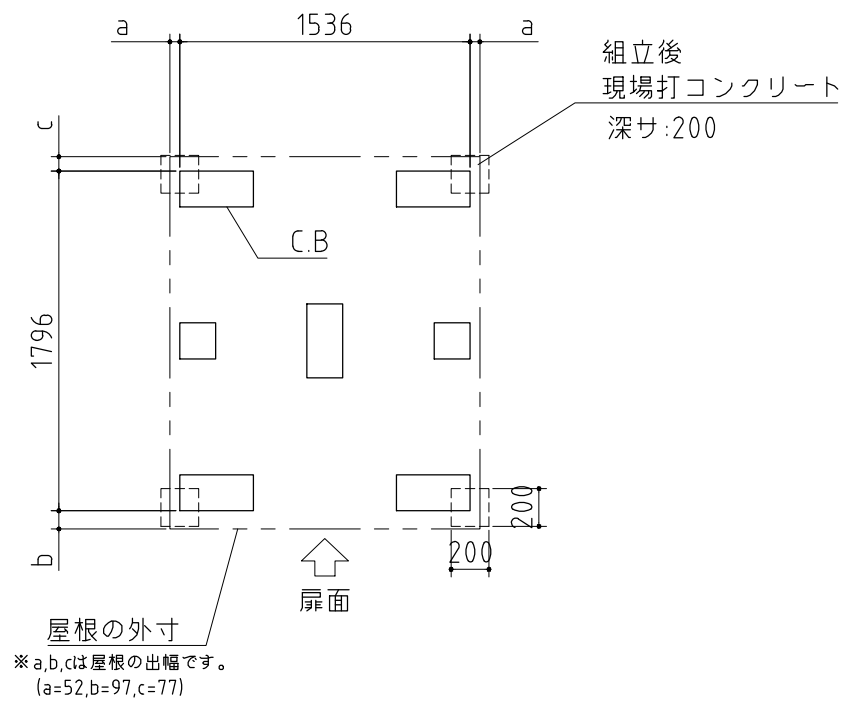 a
1536
a
組立後
現場打コンクリート
深サ:200
c
C.B
1796
200
b
200
扉面
屋根の外寸
※a,b,cは屋根の出幅です。
(a=52,b=97,c=77)